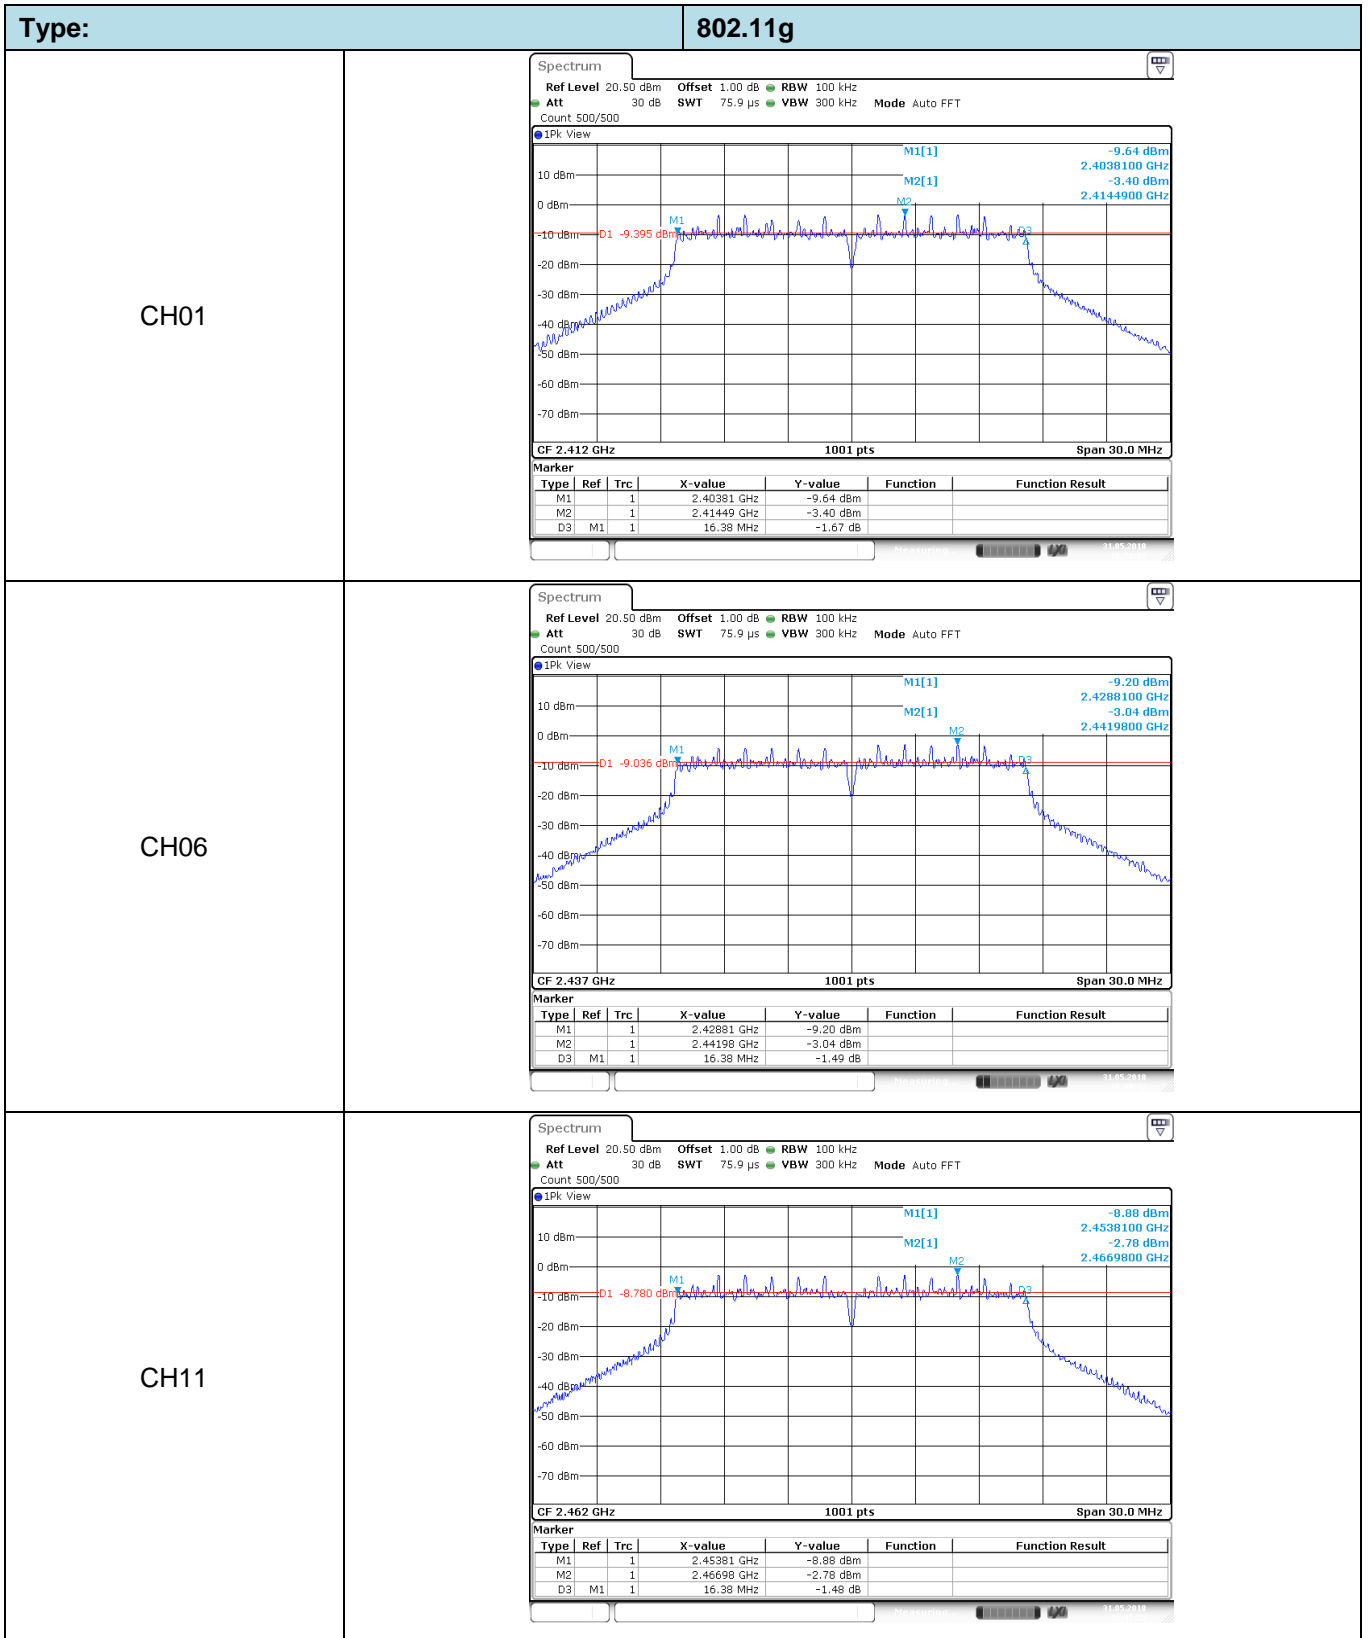 Type: 802.11g
CH01
Spectrum
Ref Level 20.50 dBm Offset 1.00 dB RBW 100 kHz
Att 30 dB SWT 75.9 µs VBW 300 kHz Mode Auto FFT
Count 500/500
1Pk View
M1[1] -9.64 dBm
2.4038100 GHz
10 dBm
M2[1] -3.40 dBm
2.4144900 GHz
0 dBm
M2
M1
-10 dBm D1 -9.395 dBm D3
-20 dBm
-30 dBm
-40 dBm
-50 dBm
-60 dBm
-70 dBm
CF 2.412 GHz 1001 pts Span 30.0 MHz
Marker
Type Ref Trc X-value Y-value Function Function Result
M1 1 2.40381 GHz -9.64 dBm
M2 1 2.41449 GHz -3.40 dBm
D3 M1 1 16.38 MHz -1.67 dB
Measuring 31.05.2018
CH06
Spectrum
Ref Level 20.50 dBm Offset 1.00 dB RBW 100 kHz
Att 30 dB SWT 75.9 µs VBW 300 kHz Mode Auto FFT
Count 500/500
1Pk View
M1[1] -9.20 dBm
2.4288100 GHz
10 dBm
M2[1] -3.04 dBm
2.4419800 GHz
0 dBm
M2
M1
-10 dBm D1 -9.036 dBm D3
-20 dBm
-30 dBm
-40 dBm
-50 dBm
-60 dBm
-70 dBm
CF 2.437 GHz 1001 pts Span 30.0 MHz
Marker
Type Ref Trc X-value Y-value Function Function Result
M1 1 2.42881 GHz -9.20 dBm
M2 1 2.44198 GHz -3.04 dBm
D3 M1 1 16.38 MHz -1.49 dB
Measuring 31.05.2018
CH11
Spectrum
Ref Level 20.50 dBm Offset 1.00 dB RBW 100 kHz
Att 30 dB SWT 75.9 µs VBW 300 kHz Mode Auto FFT
Count 500/500
1Pk View
M1[1] -8.88 dBm
2.4538100 GHz
10 dBm
M2[1] -2.78 dBm
2.4669800 GHz
0 dBm
M2
M1
-10 dBm D1 -8.780 dBm D3
-20 dBm
-30 dBm
-40 dBm
-50 dBm
-60 dBm
-70 dBm
CF 2.462 GHz 1001 pts Span 30.0 MHz
Marker
Type Ref Trc X-value Y-value Function Function Result
M1 1 2.45381 GHz -8.88 dBm
M2 1 2.46698 GHz -2.78 dBm
D3 M1 1 16.38 MHz -1.48 dB
Measuring 31.05.2018